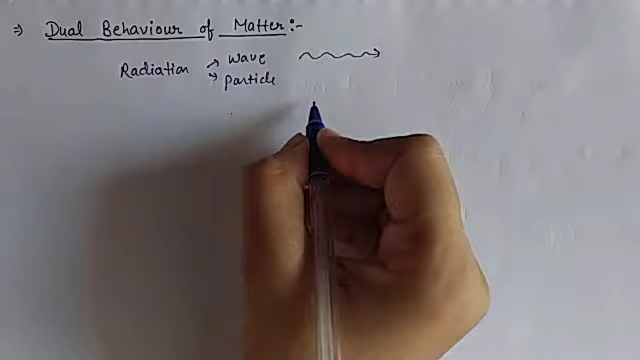 ⇒ Dual Behaviour of Matter:-
Radiation → Wave
→ Particle